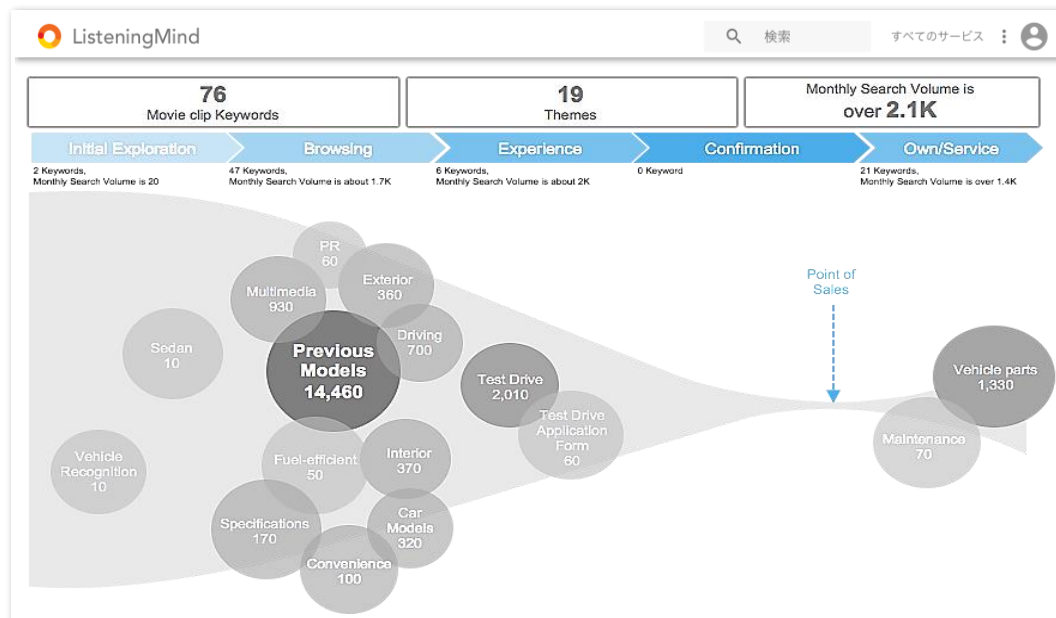 ListeningMind
検索
すべてのサービス
76
Movie clip Keywords
19
Themes
Monthly Search Volume is
over 2.1K
Initial Exploration
Browsing
Experience
Confirmation
Own/Service
2 Keywords,
Monthly Search Volume is 20
47 Keywords,
Monthly Search Volume is about 1.7K
6 Keywords,
Monthly Search Volume is about 2K
0 Keyword
21 Keywords,
Monthly Search Volume is over 1.4K
PR
60
Multimedia
930
Exterior
360
Sedan
10
Driving
700
Previous
Models
14,460
Test Drive
2,010
Test Drive
Application
Form
60
Point of
Sales
Vehicle parts
1,330
Maintenance
70
Vehicle
Recognition
10
Fuel-efficient
50
Interior
370
Specifications
170
Car
Models
320
Convenience
100